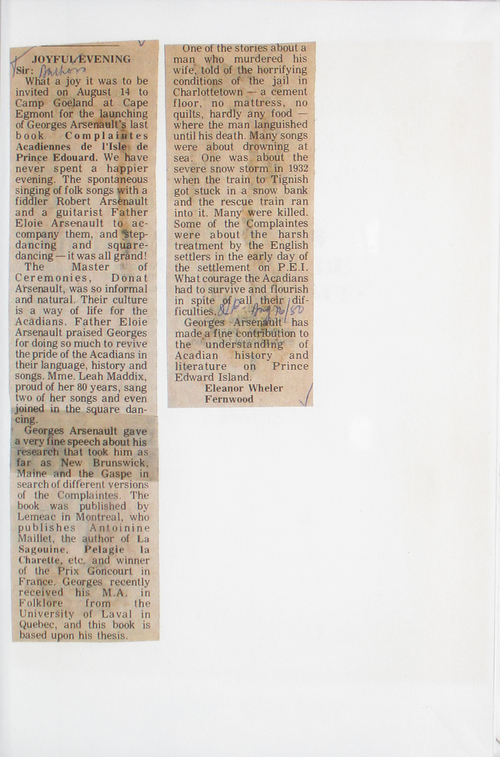 JOYFUL EVENING
Sir: Authors
What a joy it was to be
invited on August 14 to
Camp Goeland at Cape
Egmont for the launching
of Georges Arsenault's last
book Complaintes
Acadiennes de l'Isle de
Prince Edouard. We have
never spent a happier
evening. The spontaneous
singing of folk songs with a
fiddler Robert Arsenault
and a guitarist Father
Eloie Arsenault to ac-
company them, and step-
dancing and square-
dancing — it was all grand!
The Master of
Ceremonies, Donat
Arsenault, was so informal
and natural. Their culture
is a way of life for the
Acadians. Father Eloie
Arsenault praised Georges
for doing so much to revive
the pride of the Acadians in
their language, history and
songs. Mme. Leah Maddix,
proud of her 80 years, sang
two of her songs and even
joined in the square dan-
cing.
Georges Arsenault gave
a very fine speech about his
research that took him as
far as New Brunswick,
Maine and the Gaspe in
search of different versions
of the Complaintes. The
book was published by
Lemeac in Montreal, who
publishes Antoinine
Maillet, the author of La
Sagouine, Pelagie la
Charette, etc. and winner
of the Prix Goncourt in
France. Georges recently
received his M.A. in
Folklore from the
University of Laval in
Quebec, and this book is
based upon his thesis.
One of the stories about a
man who murdered his
wife, told of the horrifying
conditions of the jail in
Charlottetown — a cement
floor, no mattress, no
quilts, hardly any food —
where the man languished
until his death. Many songs
were about drowning at
sea. One was about the
severe snow storm in 1932
when the train to Tignish
got stuck in a snow bank
and the rescue train ran
into it. Many were killed.
Some of the Complaintes
were about the harsh
treatment by the English
settlers in the early day of
the settlement on P.E.I.
What courage the Acadians
had to survive and flourish
in spite of all their dif-
ficulties.
Georges Arsenault has
made a fine contribution to
the understanding of
Acadian history and
literature on Prince
Edward Island.
Eleanor Wheler
Fernwood